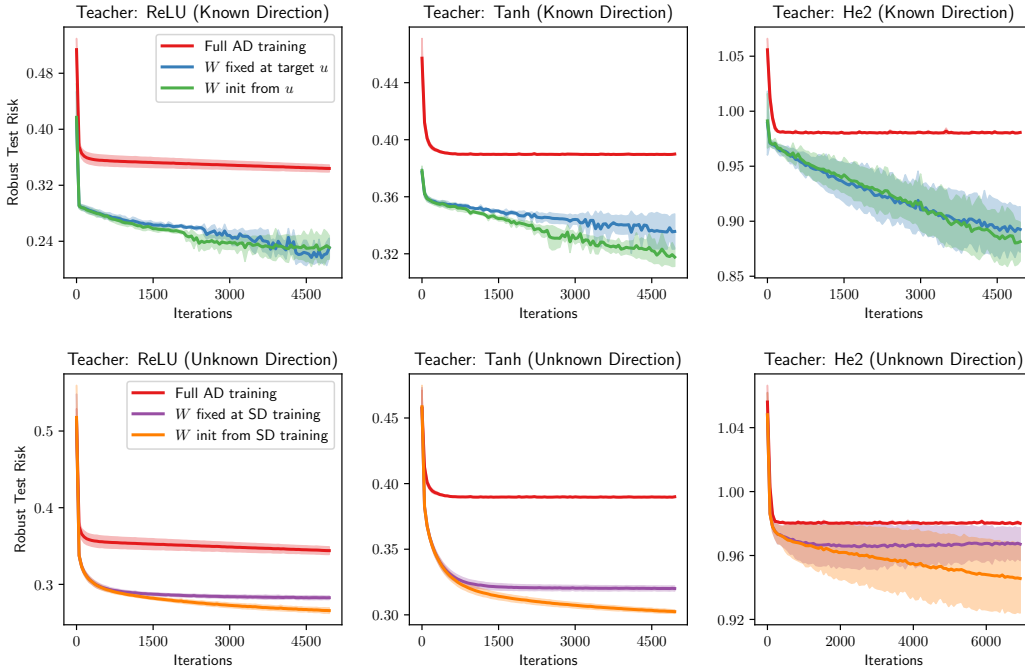 Teacher: ReLU (Known Direction)
Teacher: Tanh (Known Direction)
Teacher: He2 (Known Direction)
Robust Test Risk
0.48
0.40
0.32
0.24
Full AD training
W fixed at target u
W init from u
0
1500
3000
4500
Iterations
0.44
0.40
0.36
0.32
0
1500
3000
4500
Iterations
1.05
1.00
0.95
0.90
0.85
0
1500
3000
4500
Iterations
Teacher: ReLU (Unknown Direction)
Teacher: Tanh (Unknown Direction)
Teacher: He2 (Unknown Direction)
Robust Test Risk
0.5
0.4
0.3
Full AD training
W fixed at SD training
W init from SD training
0
1500
3000
4500
Iterations
0.45
0.40
0.35
0.30
0
1500
3000
4500
Iterations
1.04
1.00
0.96
0.92
0
2000
4000
6000
Iterations